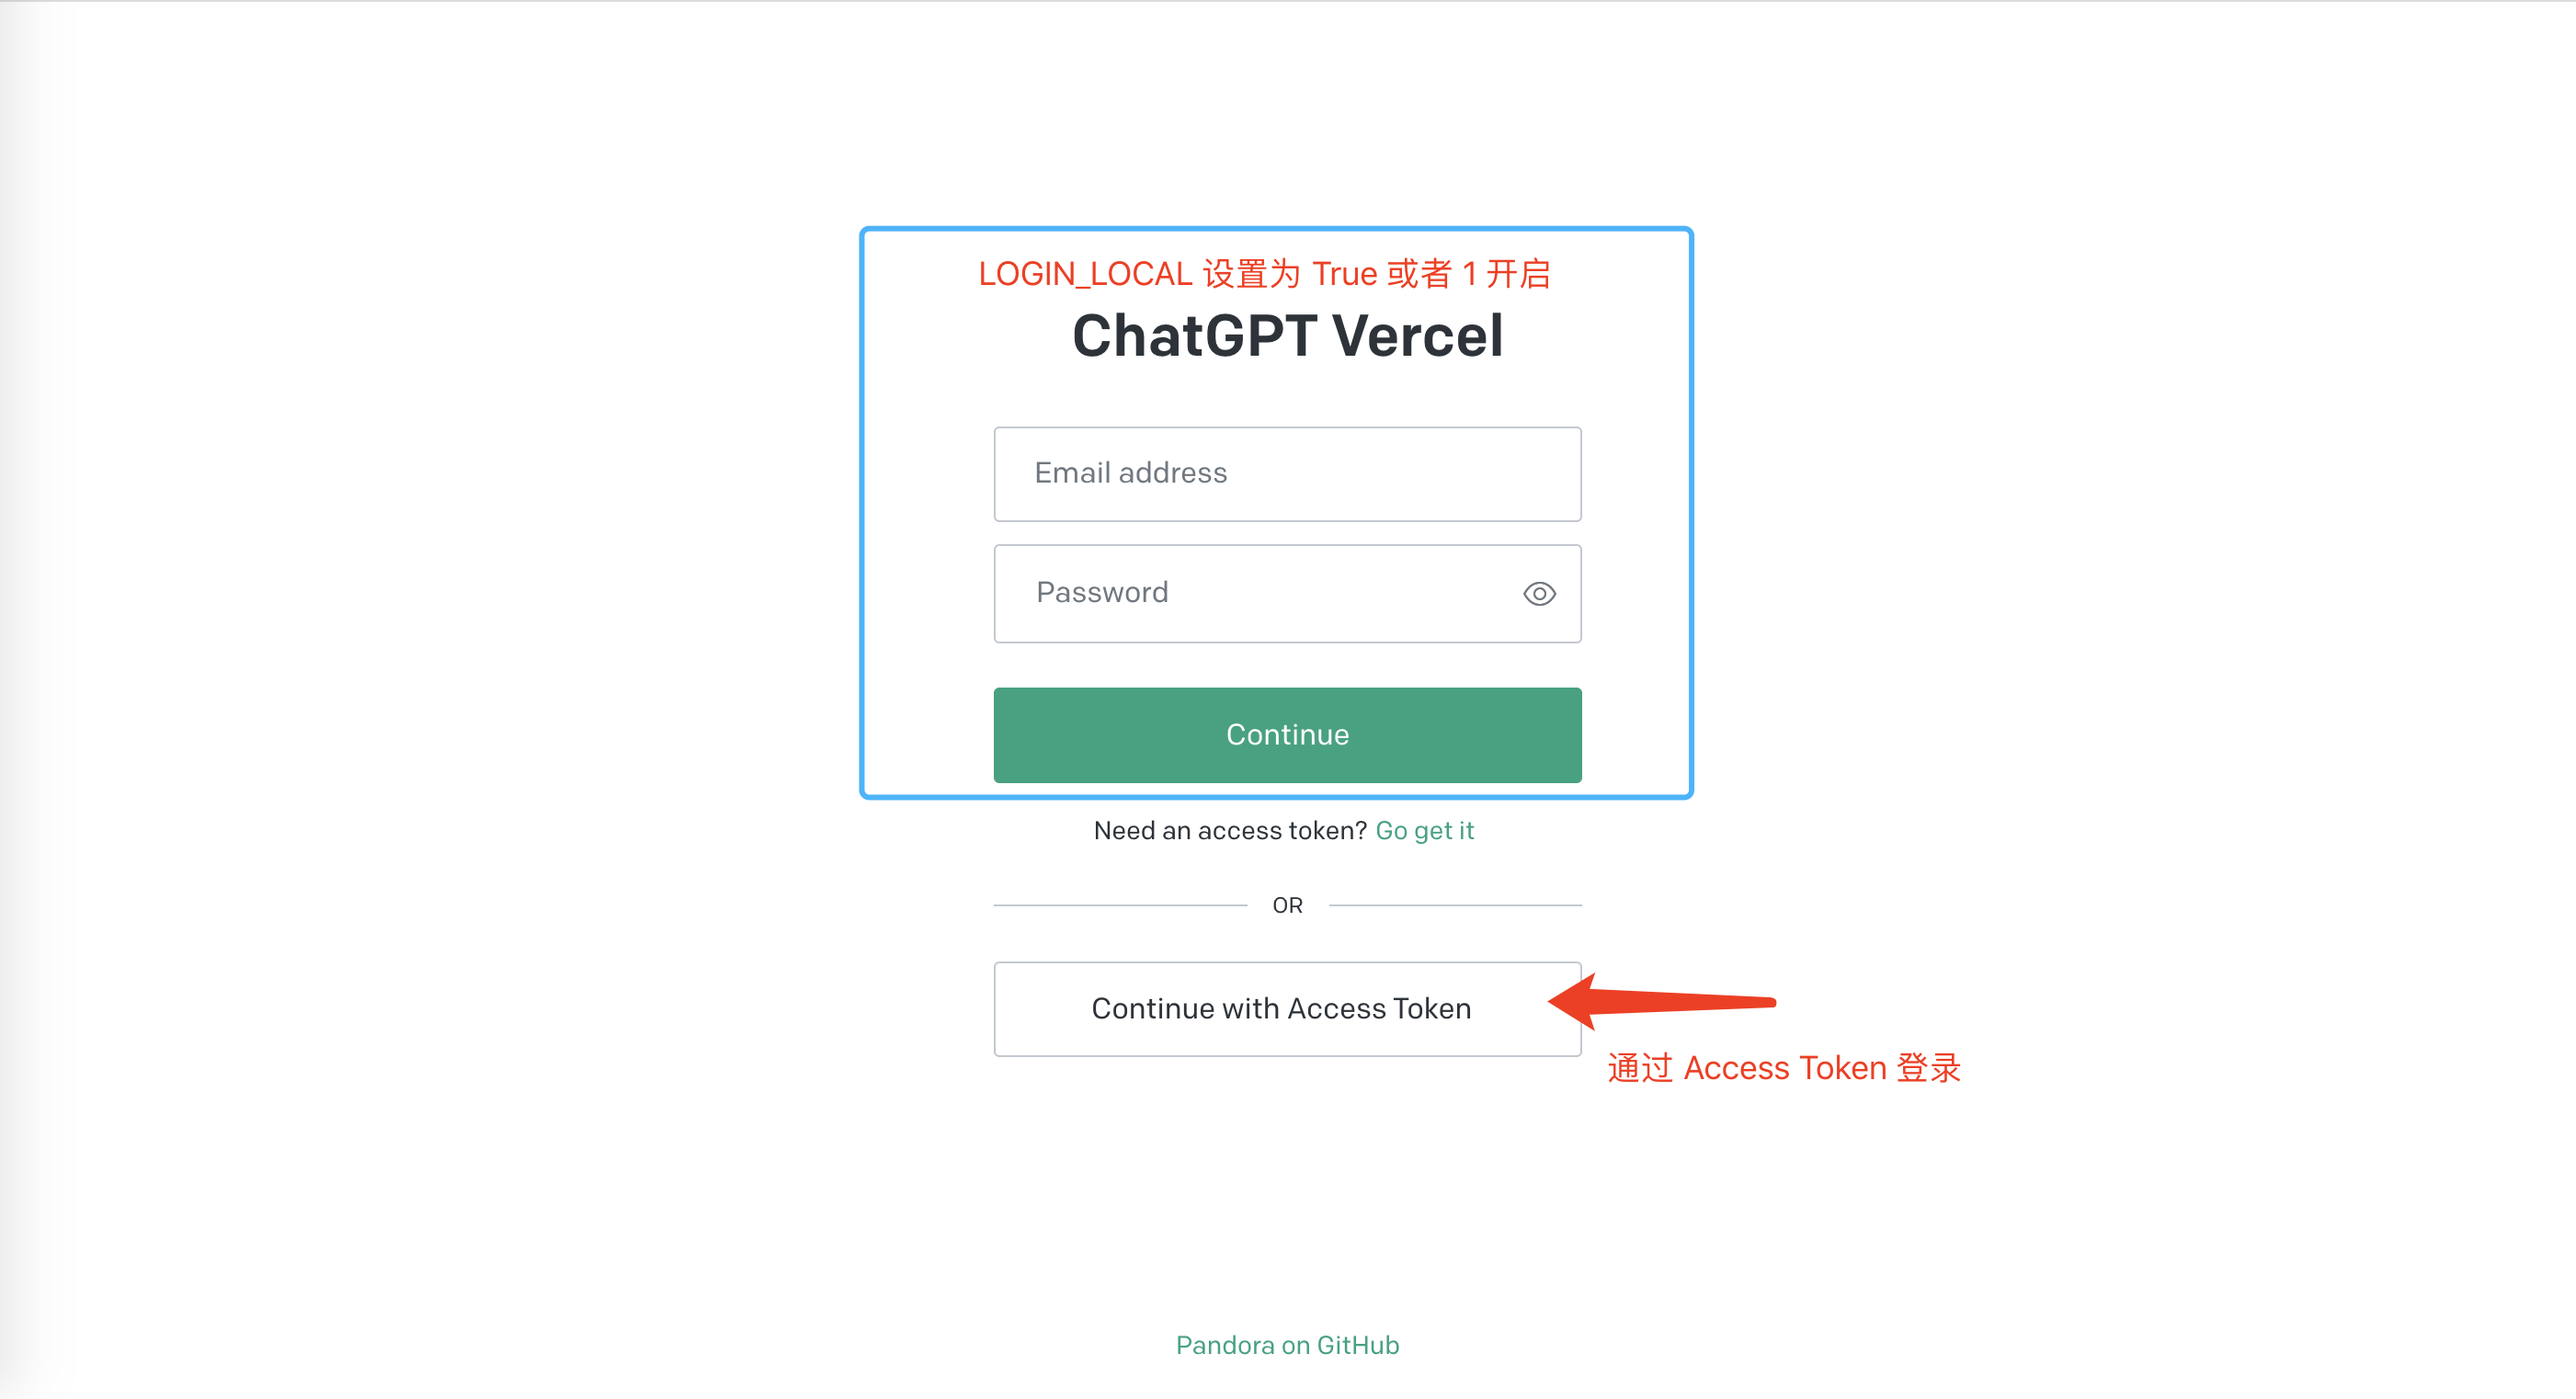 LOGIN_LOCAL 设置为 True 或者 1 开启
ChatGPT Vercel
Email address
Password
Continue
Need an access token? Go get it
OR
Continue with Access Token
通过 Access Token 登录
Pandora on GitHub